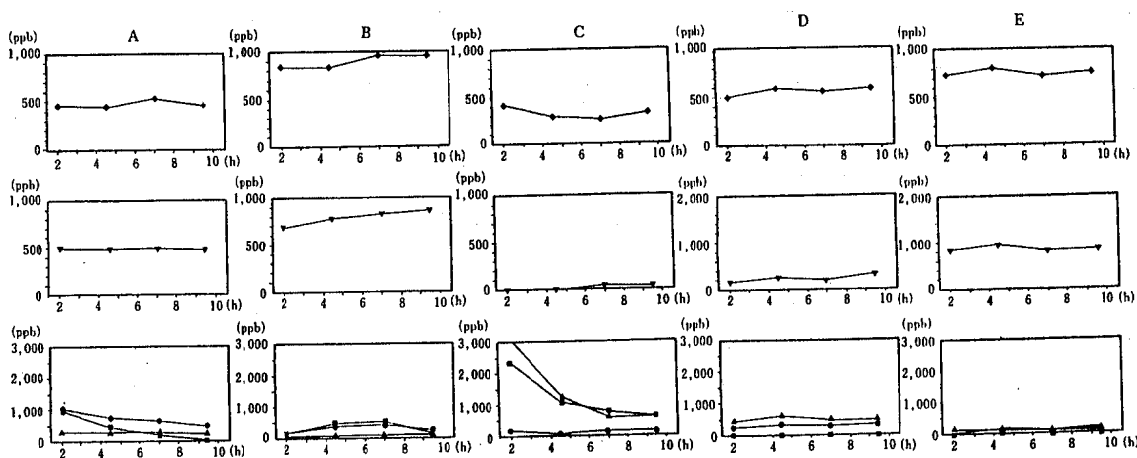 A B C D E
(ppb) (ppb) (ppb) (ppb) (ppb)
1,000 1,000 1,000 1,000 1,000
500 500 500 500 500
0 0 0 0 0
2 4 6 8 10 (h) 2 4 6 8 10 (h) 2 4 6 8 10 (h) 2 4 6 8 10 (h) 2 4 6 8 10 (h)
(ppb) (ppb) (ppb) (ppb) (ppb)
1,000 1,000 1,000 2,000 2,000
500 500 500 1,000 1,000
0 0 0 0 0
2 4 6 8 10 (h) 2 4 6 8 10 (h) 2 4 6 8 10 (h) 2 4 6 8 10 (h) 2 4 6 8 10 (h)
(ppb) (ppb) (ppb) (ppb) (ppb)
3,000 3,000 3,000 3,000 3,000
2,000 2,000 2,000 2,000 2,000
1,000 1,000 1,000 1,000 1,000
0 0 0 0 0
2 4 6 8 10 (h) 2 4 6 8 10 (h) 2 4 6 8 10 (h) 2 4 6 8 10 (h) 2 4 6 8 10 (h)